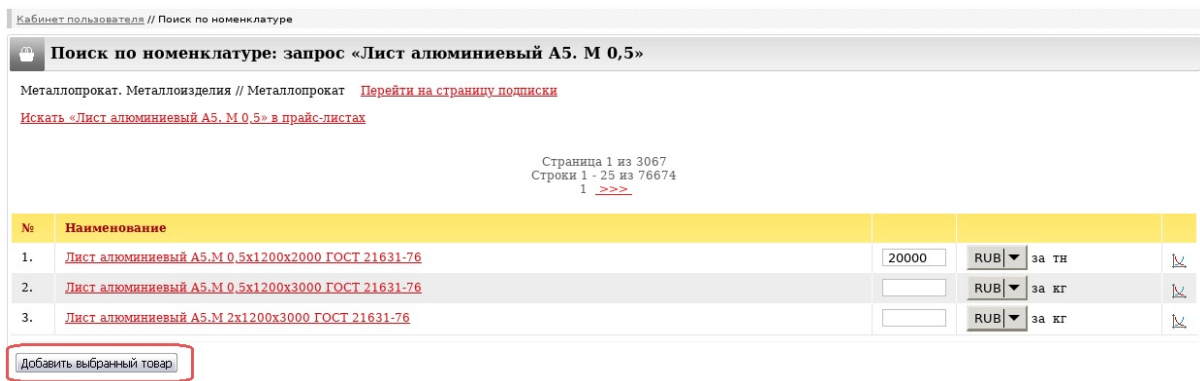 Кабинет пользователя // Поиск по номенклатуре
Поиск по номенклатуре: запрос «Лист алюминиевый А5. М 0,5»
Металлопрокат. Металлоизделия // Металлопрокат Перейти на страницу подписки
Искать «Лист алюминиевый А5. М 0,5» в прайс-листах
Страница 1 из 3067
Строки 1 - 25 из 76674
1 >>>
№ Наименование
1. Лист алюминиевый А5.М 0,5х1200х2000 ГОСТ 21631-76 20000 RUB за тн
2. Лист алюминиевый А5.М 0,5х1200х3000 ГОСТ 21631-76 RUB за кг
3. Лист алюминиевый А5.М 2х1200х3000 ГОСТ 21631-76 RUB за кг
Добавить выбранный товар